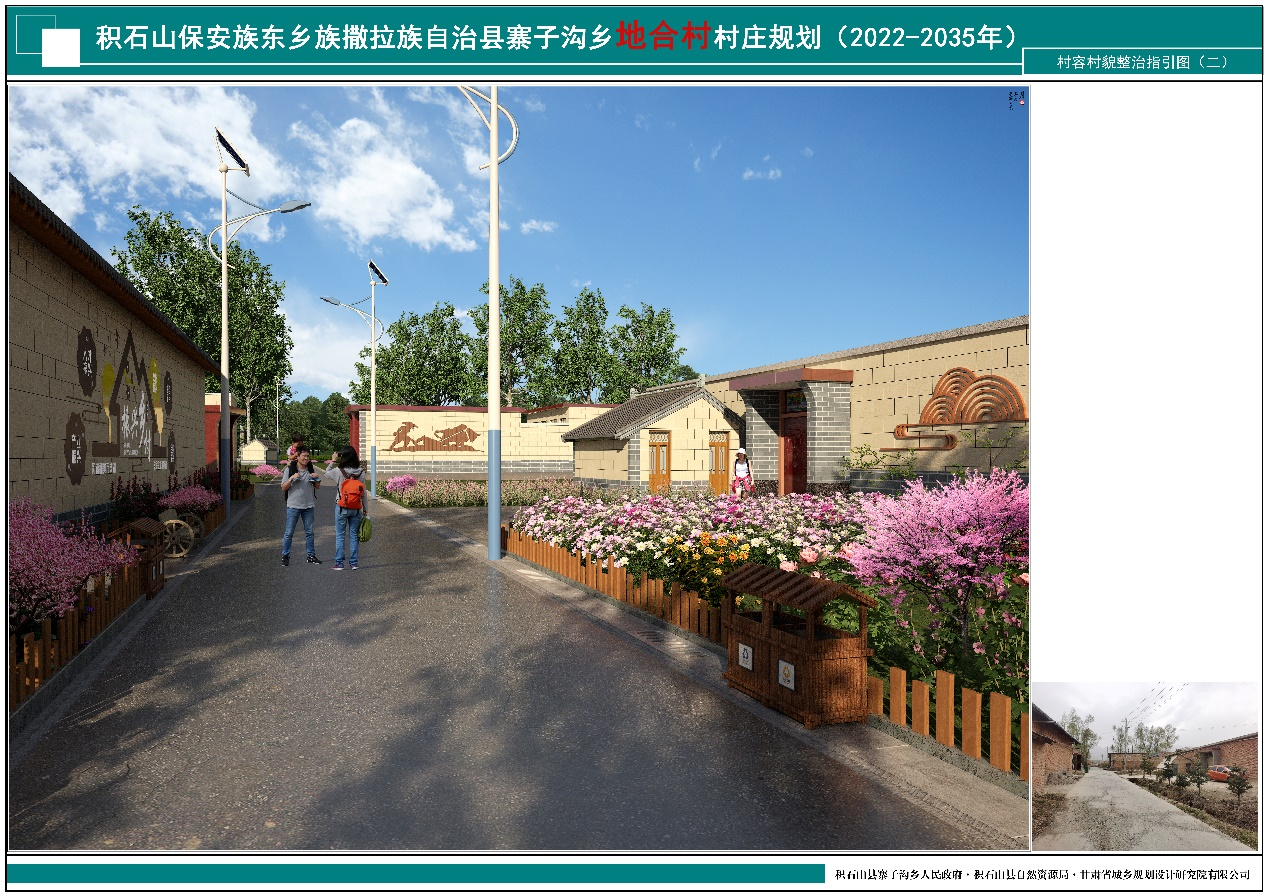 积石山保安族东乡族撒拉族自治县寨子沟乡地合村村庄规划（2022-2035年）
村容村貌整治指引图（二）
积石山县寨子沟乡人民政府·积石山县自然资源局·甘肃省城乡规划设计研究院有限公司